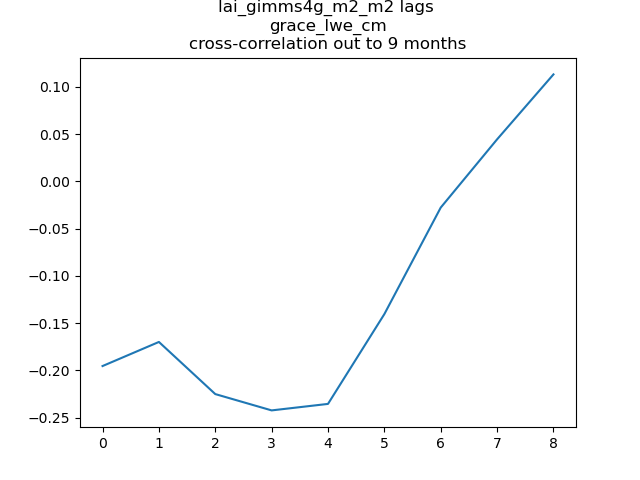 lai_gimms4g_m2_m2 lags
grace_lwe_cm
cross-correlation out to 9 months
0.10
0.05
0.00
−0.05
−0.10
−0.15
−0.20
−0.25
0 1 2 3 4 5 6 7 8